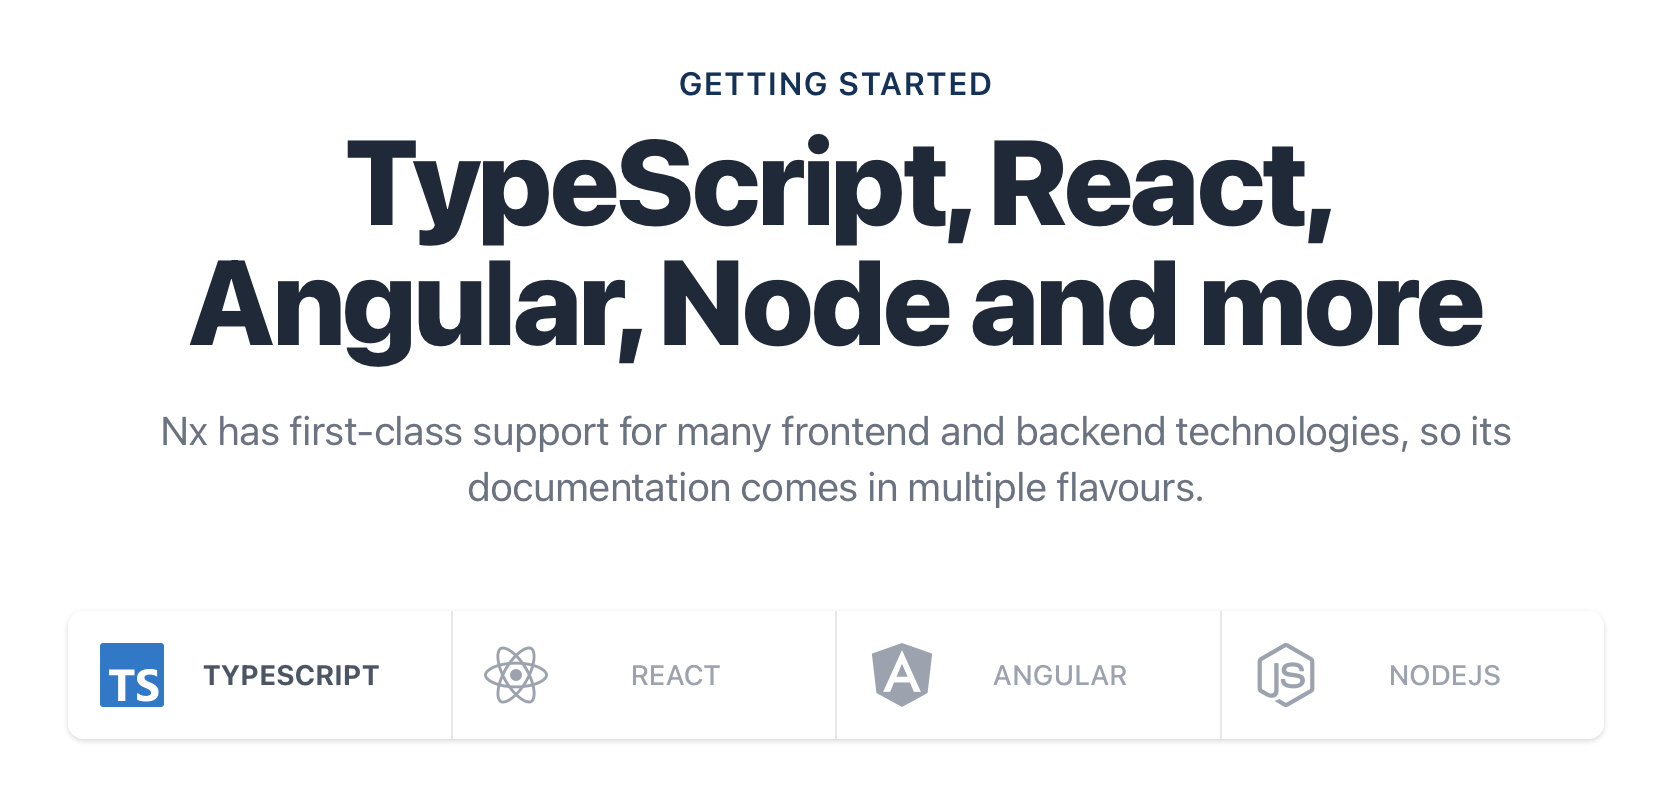 GETTING STARTED
TypeScript, React,
Angular, Node and more
Nx has first-class support for many frontend and backend technologies, so its
documentation comes in multiple flavours.
TS TYPESCRIPT
REACT
A ANGULAR
JS NODEJS